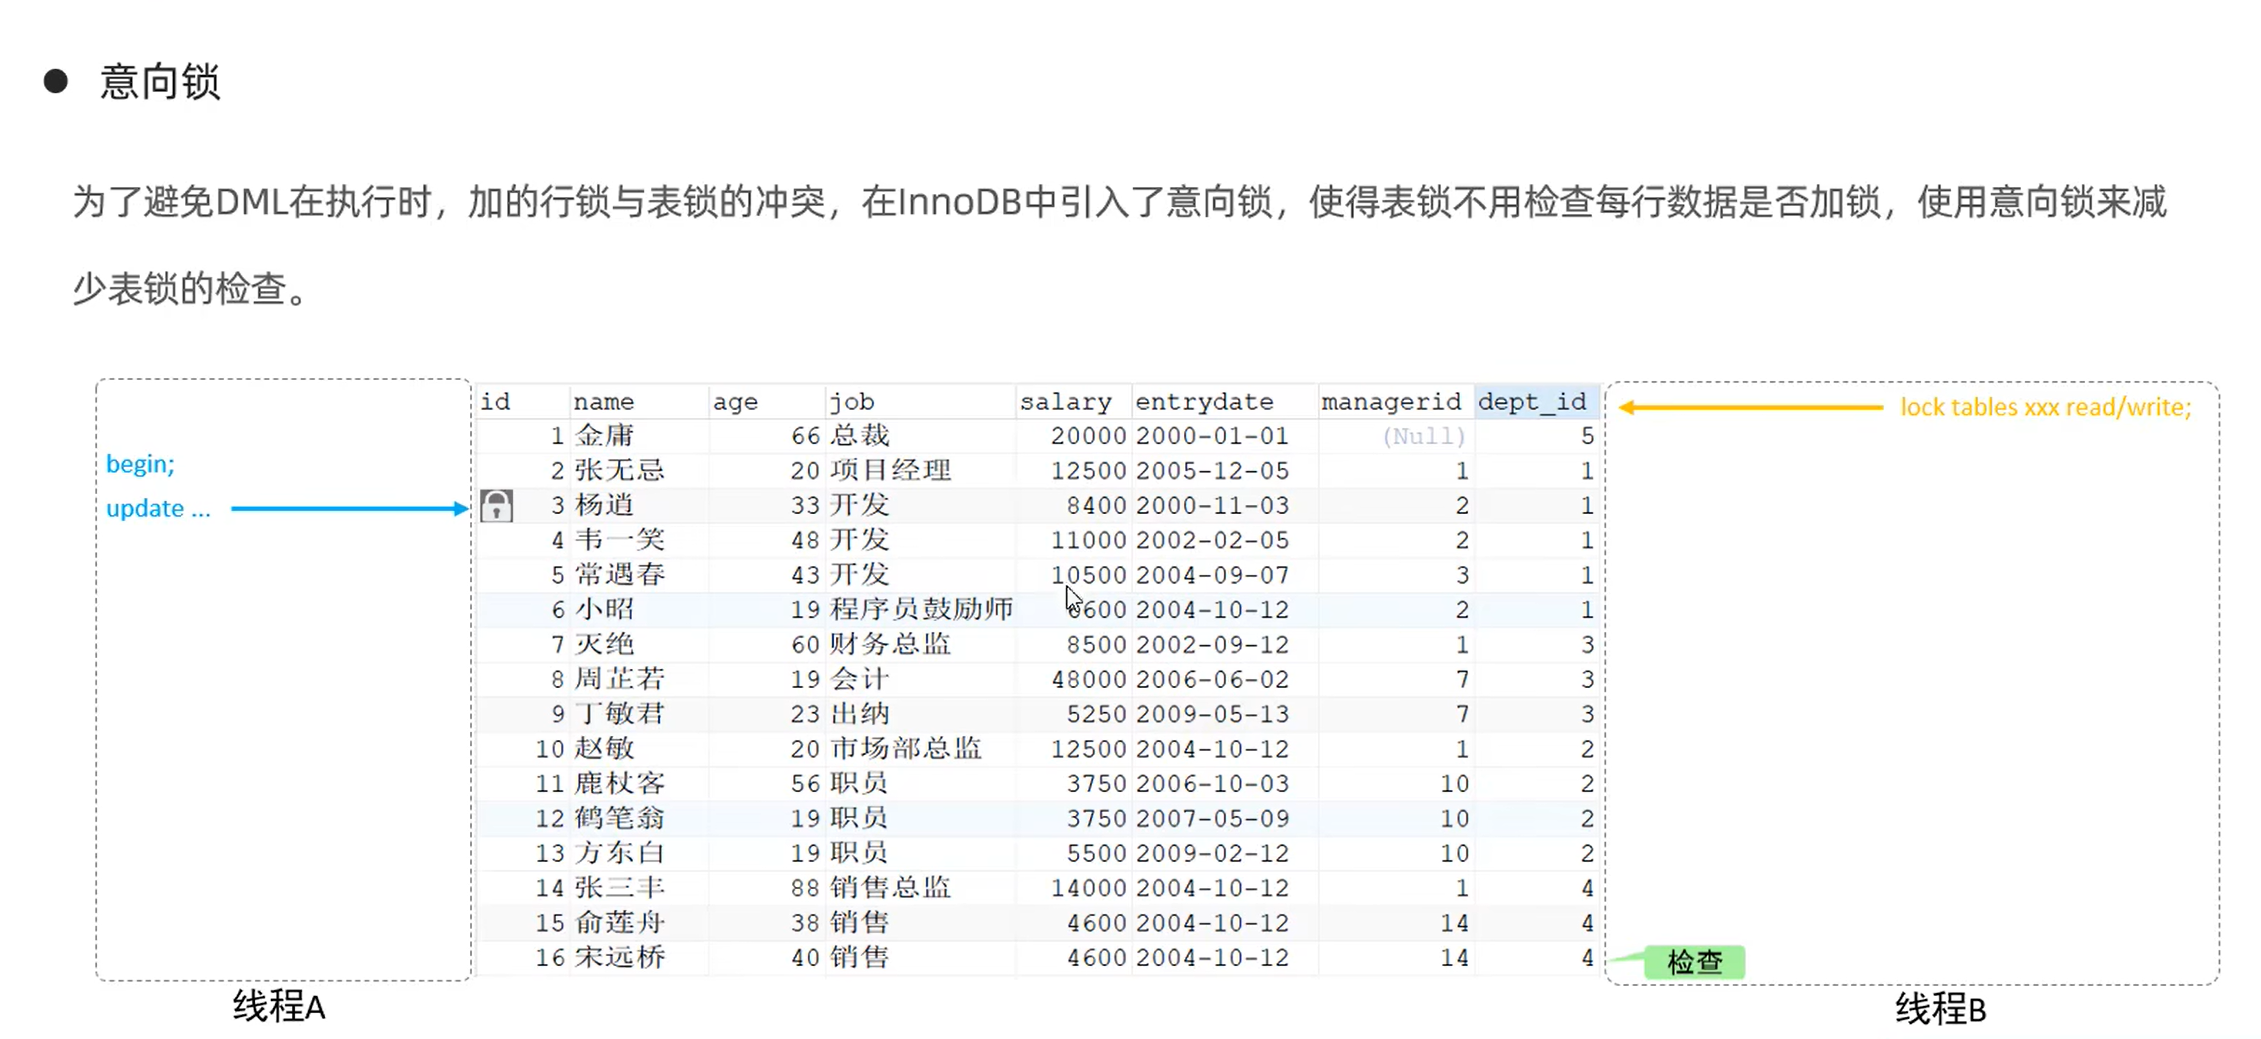 意向锁
为了避免DML在执行时，加的行锁与表锁的冲突，在InnoDB中引入了意向锁，使得表锁不用检查每行数据是否加锁，使用意向锁来减
少表锁的检查。
id name age job salary entrydate managerid dept_id
lock tables xxx read/write;
1 金庸 66 总裁 20000 2000-01-01 (Null) 5
begin;
2 张无忌 20 项目经理 12500 2005-12-05 1 1
update ...
3 杨逍 33 开发 8400 2000-11-03 2 1
4 韦一笑 48 开发 11000 2002-02-05 2 1
5 常遇春 43 开发 10500 2004-09-07 3 1
6 小昭 19 程序员鼓励师 6600 2004-10-12 2 1
7 灭绝 60 财务总监 8500 2002-09-12 1 3
8 周芷若 19 会计 48000 2006-06-02 7 3
9 丁敏君 23 出纳 5250 2009-05-13 7 3
10 赵敏 20 市场部总监 12500 2004-10-12 1 2
11 鹿杖客 56 职员 3750 2006-10-03 10 2
12 鹤笔翁 19 职员 3750 2007-05-09 10 2
13 方东白 19 职员 5500 2009-02-12 10 2
14 张三丰 88 销售总监 14000 2004-10-12 1 4
15 俞莲舟 38 销售 4600 2004-10-12 14 4
16 宋远桥 40 销售 4600 2004-10-12 14 4
检查
线程A
线程B